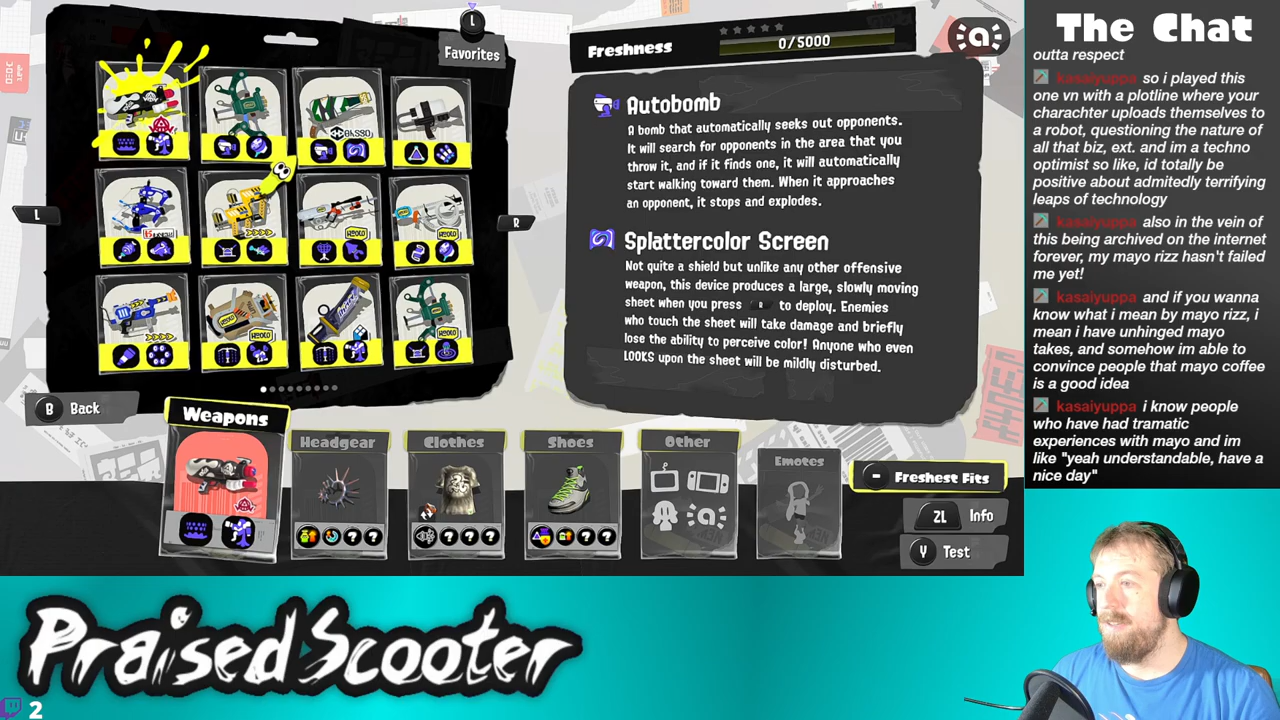 L
Favorites
L
R
B Back
Freshness
0/5000
Autobomb
A bomb that automatically seeks out opponents.
It will search for opponents in the area that you
throw it, and if it finds one, it will automatically
start walking toward them. When it approaches
an opponent, it stops and explodes.
Splattercolor Screen
Not quite a shield but unlike any other offensive
weapon, this device produces a large, slowly moving
sheet when you press R to deploy. Enemies
who touch the sheet will take damage and briefly
lose the ability to perceive color! Anyone who even
LOOKS upon the sheet will be mildly disturbed.
Weapons
Headgear
Clothes
Shoes
Other
Emotes
? ?
? ? ?
? ?
- Freshest Fits
ZL Info
Y Test
The Chat
outta respect
kasaiyuppa so i played this
one vn with a plotline where your
charachter uploads themselves to
a robot, questioning the nature of
all that biz, ext. and im a techno
optimist so like, id totally be
positive about admitedly terrifying
leaps of technology
kasaiyuppa also in the vein of
this being archived on the internet
forever, my mayo rizz hasn't failed
me yet!
kasaiyuppa and if you wanna
know what i mean by mayo rizz, i
mean i have unhinged mayo
takes, and somehow im able to
convince people that mayo coffee
is a good idea
kasaiyuppa i know people
who have had tramatic
experiences with mayo and im
like "yeah understandable, have a
nice day"
Praised Scooter
2